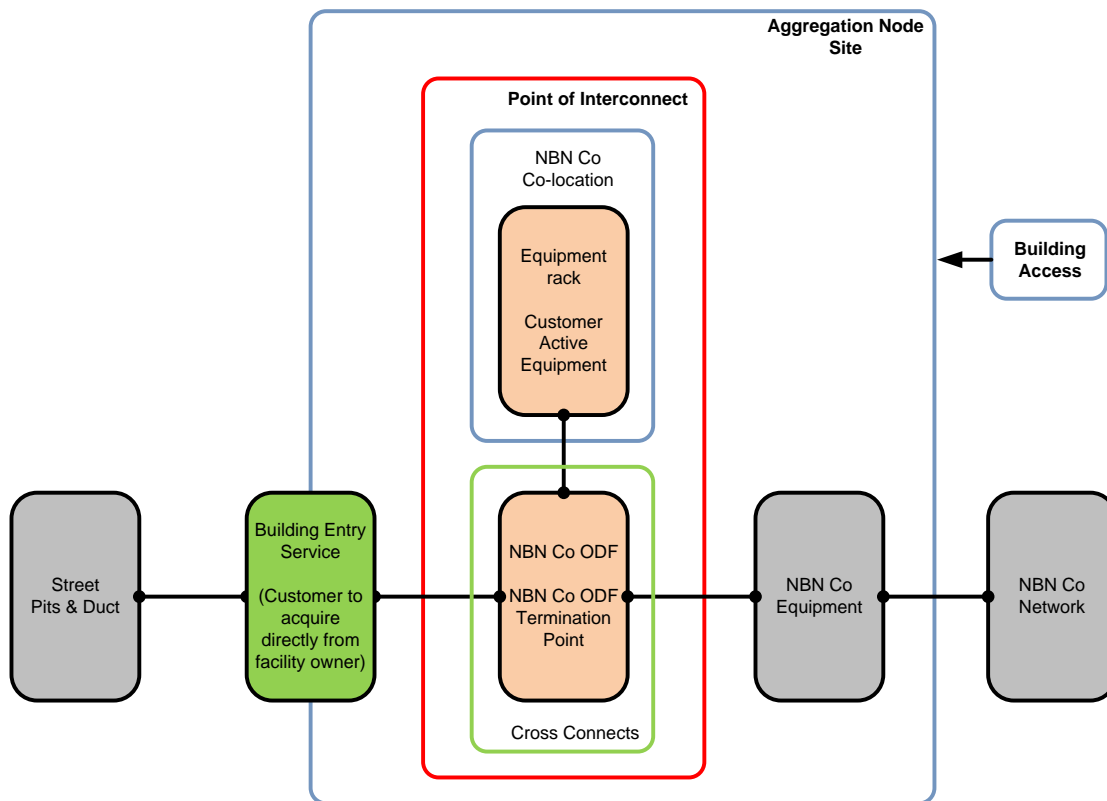 Aggregation Node
Site
Point of Interconnect
NBN Co
Co-location
Equipment
rack
Customer
Active
Equipment
Building
Access
Street
Pits & Duct
Building Entry
Service
(Customer to
acquire
directly from
facility owner)
NBN Co ODF
NBN Co ODF
Termination
Point
Cross Connects
NBN Co
Equipment
NBN Co
Network